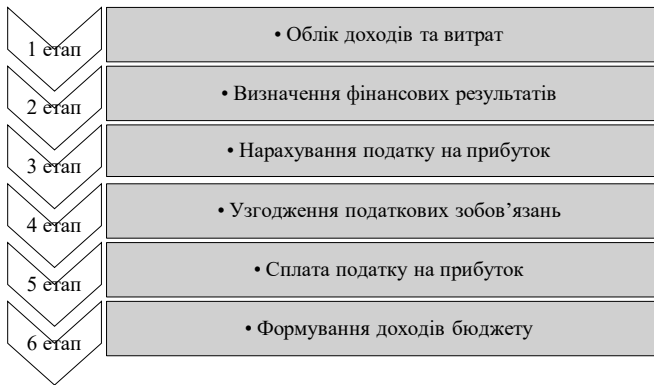 1 етап
• Облік доходів та витрат
2 етап
• Визначення фінансових результатів
3 етап
• Нарахування податку на прибуток
4 етап
• Узгодження податкових зобов’язань
5 етап
• Сплата податку на прибуток
6 етап
• Формування доходів бюджету